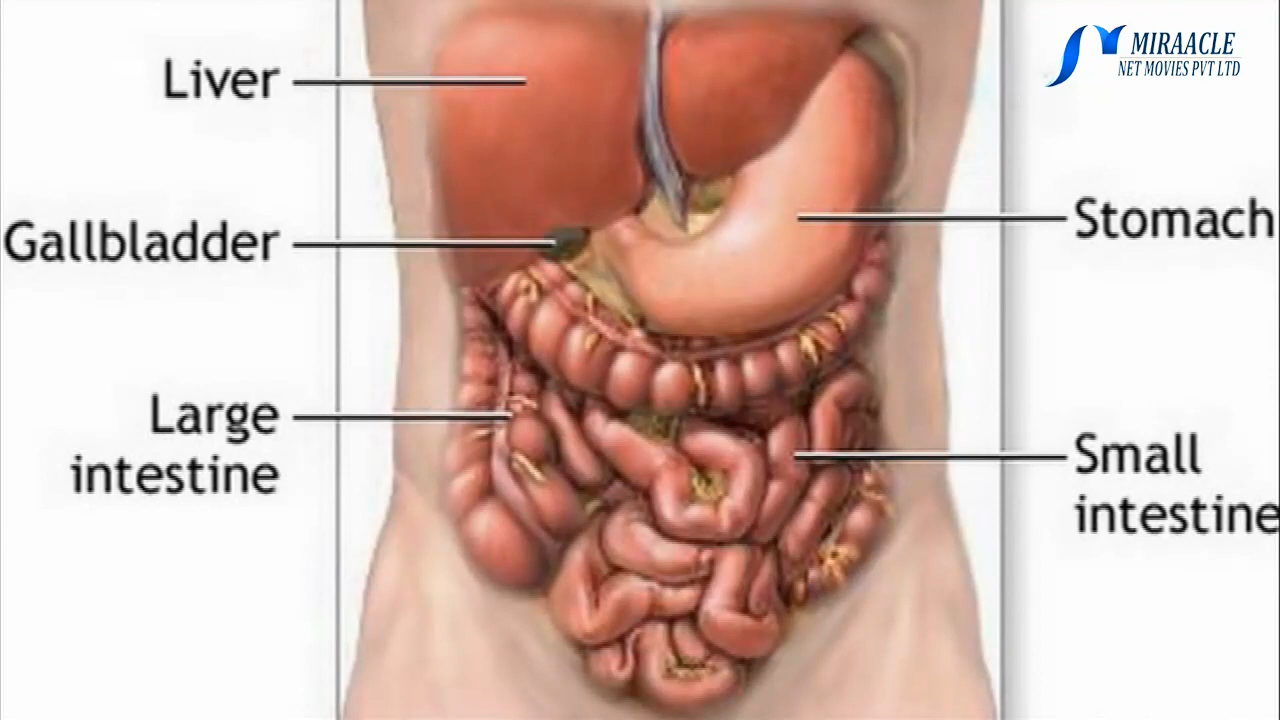 MIRAACLE
NET MOVIES PVT LTD
Liver
Gallbladder
Stomach
Large
intestine
Small
intestine